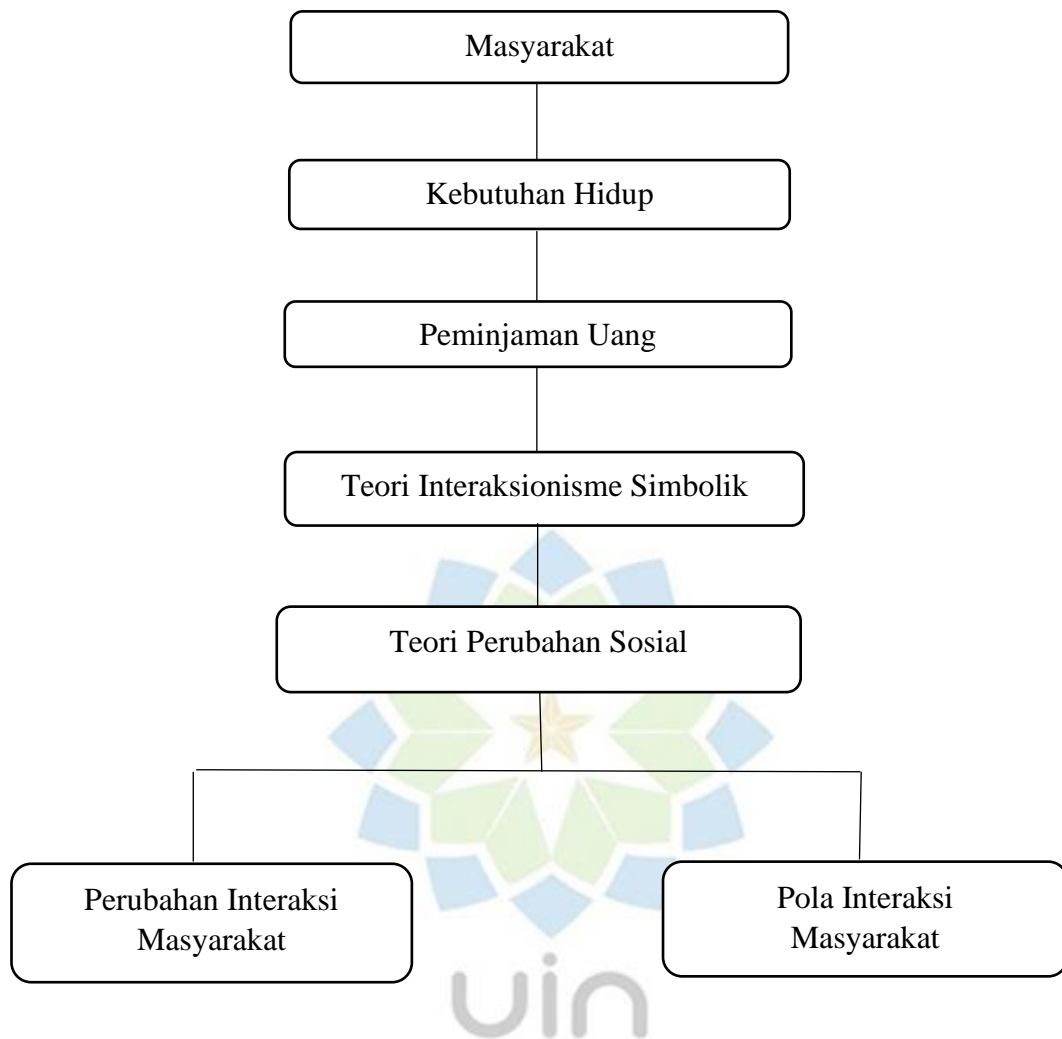 Masyarakat
Kebutuhan Hidup
Peminjaman Uang
Teori Interaksionisme Simbolik
Teori Perubahan Sosial
Perubahan Interaksi
Masyarakat
Pola Interaksi
Masyarakat
uin